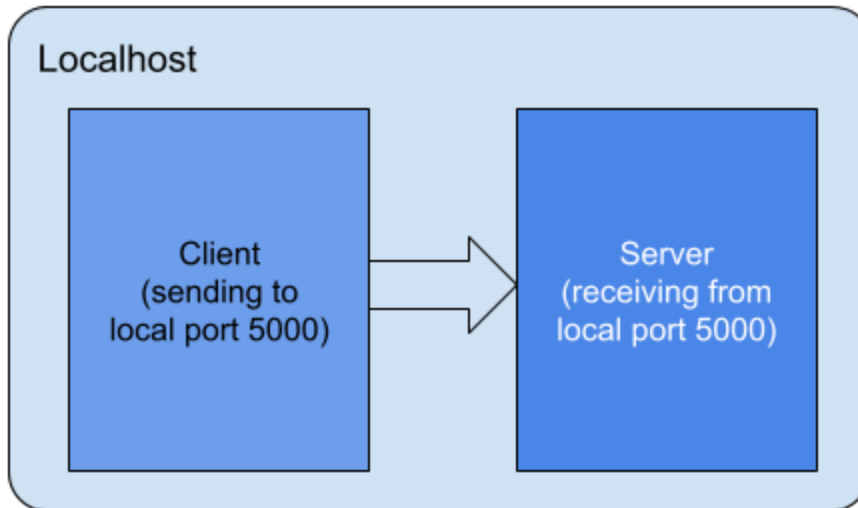 Localhost
Client
(sending to
local port 5000)
Server
(receiving from
local port 5000)